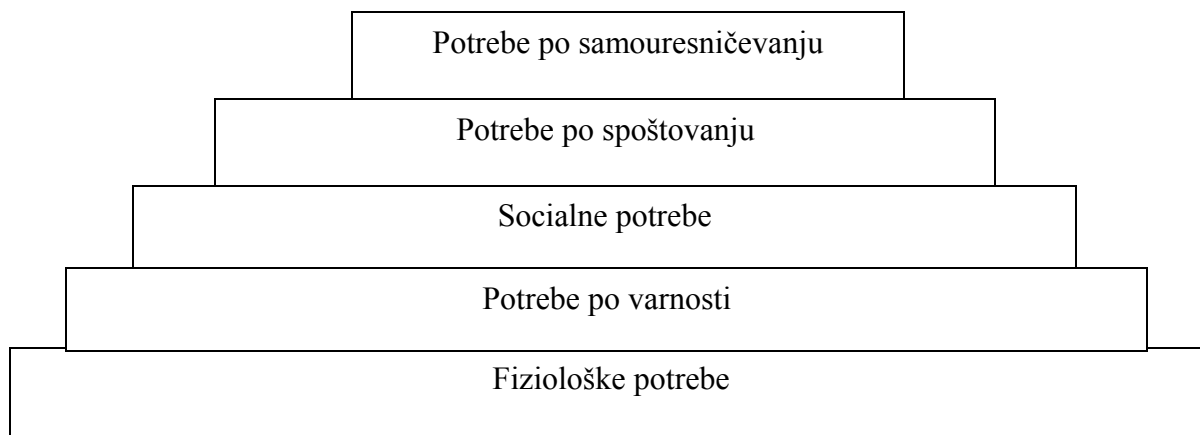 Potrebe po samouresničevanju
Potrebe po spoštovanju
Socialne potrebe
Potrebe po varnosti
Fiziološke potrebe